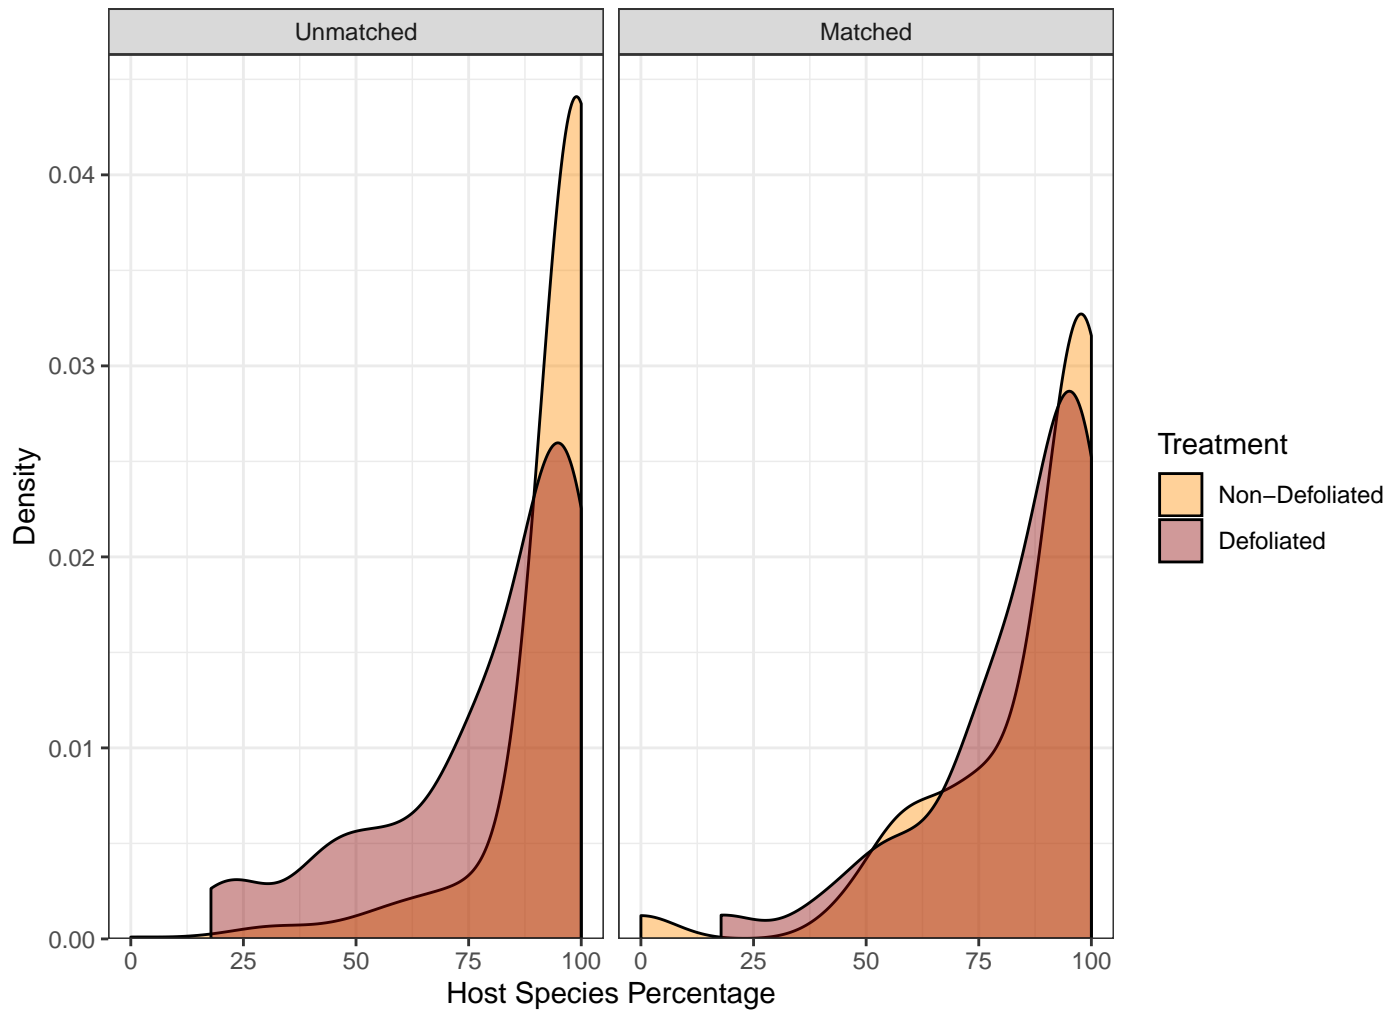 Unmatched
Matched
Density
0.04
0.03
0.02
0.01
0.00
0 25 50 75 100
0 25 50 75 100
Host Species Percentage
Treatment
Non−Defoliated
Defoliated